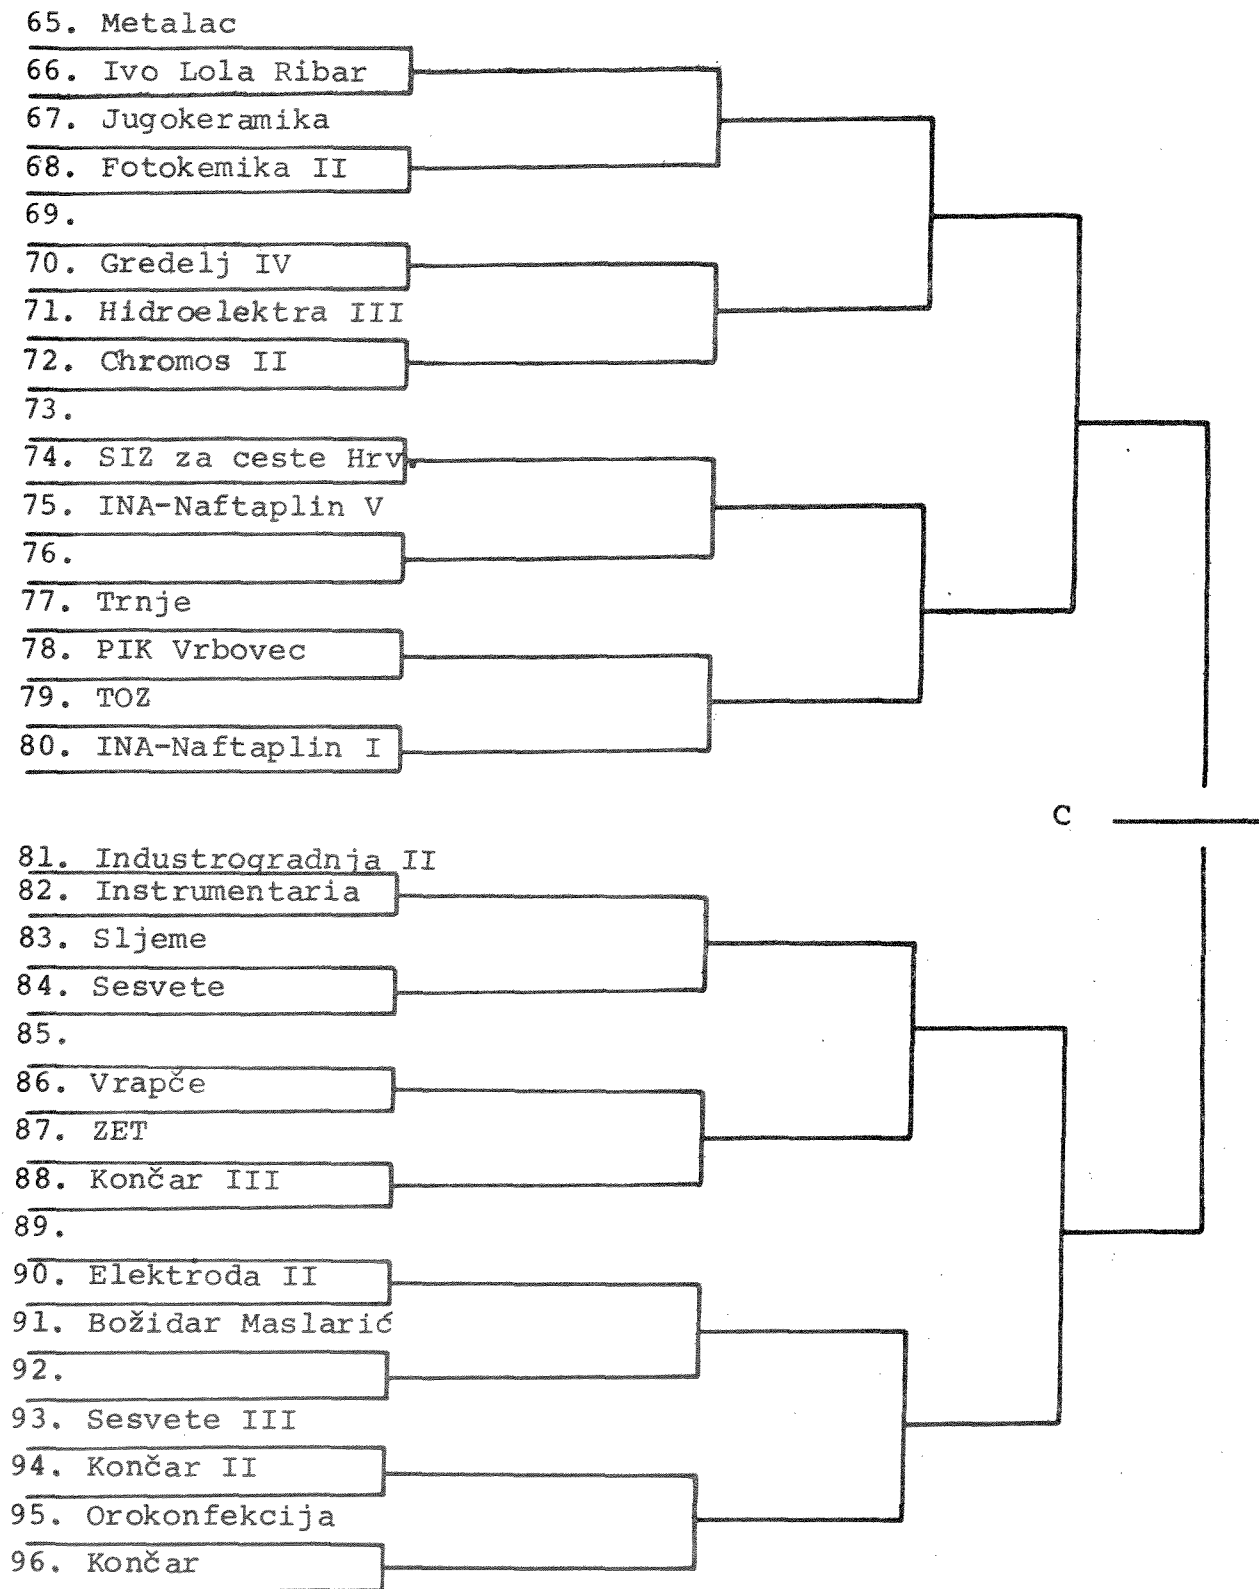 65. Metalac
66. Ivo Lola Ribar
67. Jugokeramika
68. Fotokemika II
69.
70. Gredelj IV
71. Hidroelektra III
72. Chromos II
73.
74. SIZ za ceste Hrv.
75. INA-Naftaplin V
76.
77. Trnje
78. PIK Vrbovec
79. TOZ
80. INA-Naftaplin I
C
81. Industrogradnja II
82. Instrumentaria
83. Sljeme
84. Sesvete
85.
86. Vrapče
87. ZET
88. Končar III
89.
90. Elektroda II
91. Božidar Maslarić
92.
93. Sesvete III
94. Končar II
95. Orokonfekcija
96. Končar